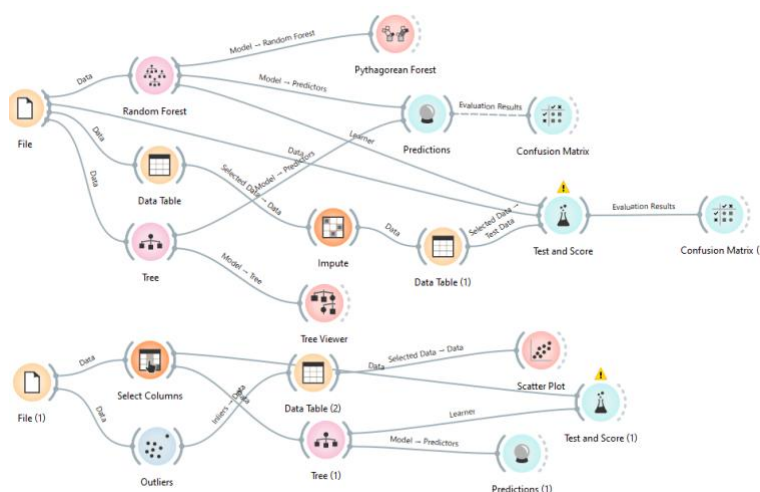 Model → Random Forest
Pythagorean Forest
Data
Random Forest
Model → Predictors
Evaluation Results
File
Predictions
Confusion Matrix
Learner
Data
Data
Model → Predictors
Data Table
Selected Data → Data
Data
Tree
Impute
Data
Data Table (1)
Selected Data →
Test Data
Test and Score
Evaluation Results
Confusion Matrix (
Model → Tree
Tree Viewer
Data
Select Columns
Data
Selected Data → Data
Scatter Plot
File (1)
Data
Inliers → Data
Data
Data Table (2)
Learner
Test and Score (1)
Outliers
Tree (1)
Model → Predictors
Predictions (1)